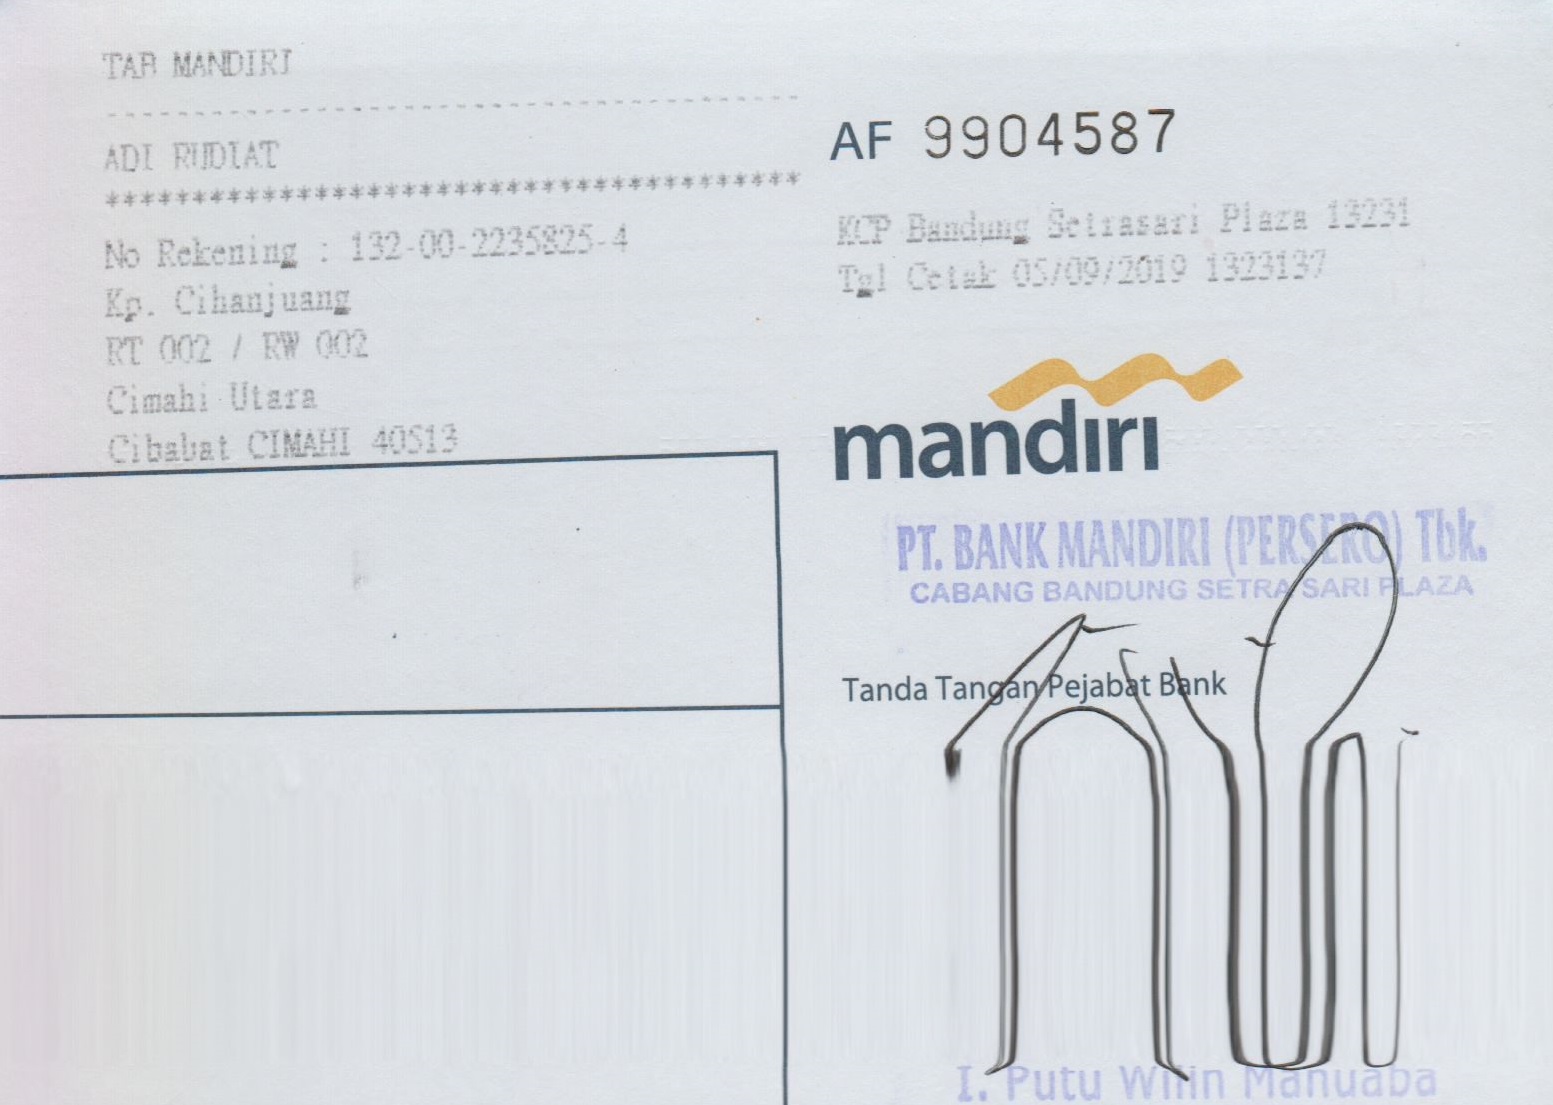 TAB MANDIRI
----------------------------------------
ADI RUDIAT
****************************************
No Rekening : 132-00-2235825-4
Kp. Cihanjuang
RT 002 / RW 002
Cimahi Utara
Cibabat CIMAHI 40513
AF 9904587
KCP Bandung Setrasari Plaza 13231
Tgl Cetak 05/09/2019 1323137
mandırı
PT. BANK MANDIRI (PERSERO) Tbk.
CABANG BANDUNG SETRA SARI PLAZA
Tanda Tangan Pejabat Bank
I. Putu Wilin Manuaba